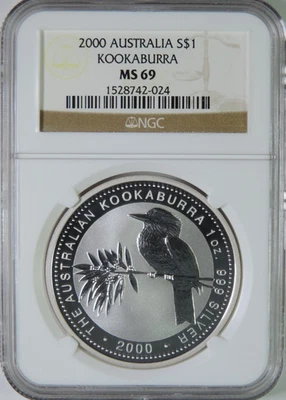 2000 AUSTRALIA S$1
KOOKABURRA
MS 69
1528742-024
NGC
THE AUSTRALIAN KOOKABURRA 1 oz. 999 SILVER
• 2000 •